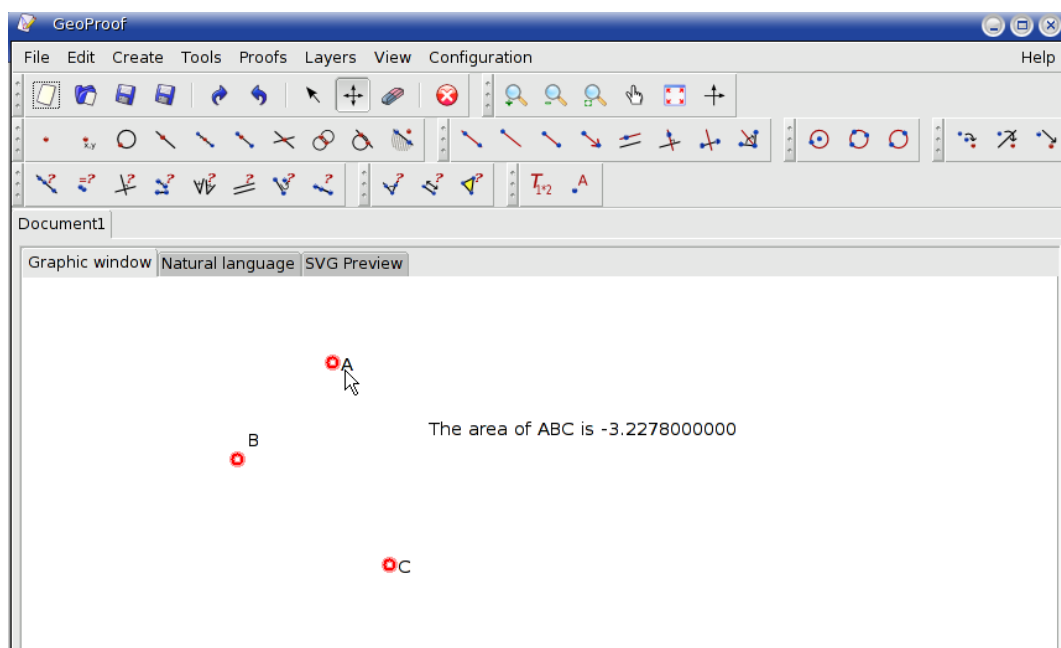 GeoProof
File Edit Create Tools Proofs Layers View Configuration Help
x,y
? =? ? ? ? ? ? ? ? ? ? T1*2 A
Document1
Graphic window Natural language SVG Preview
A
The area of ABC is -3.2278000000
B
C